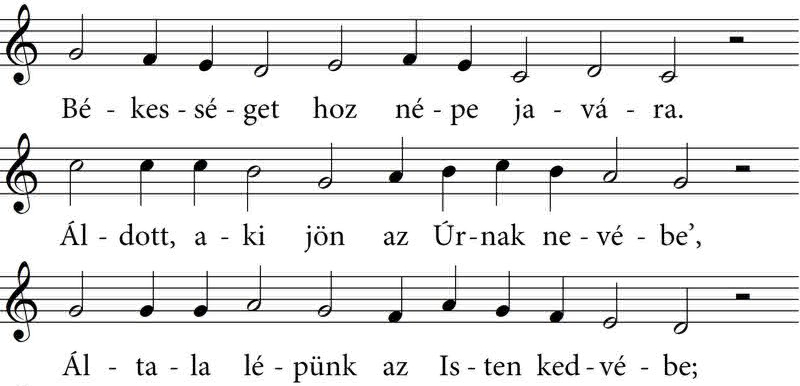 Bé - kes - sé - get hoz né - pe ja - vá - ra.
Ál - dott, a - ki jön az Úr - nak ne - vé - be’,
Ál - ta - la lé - pünk az Is - ten ked - vé - be;